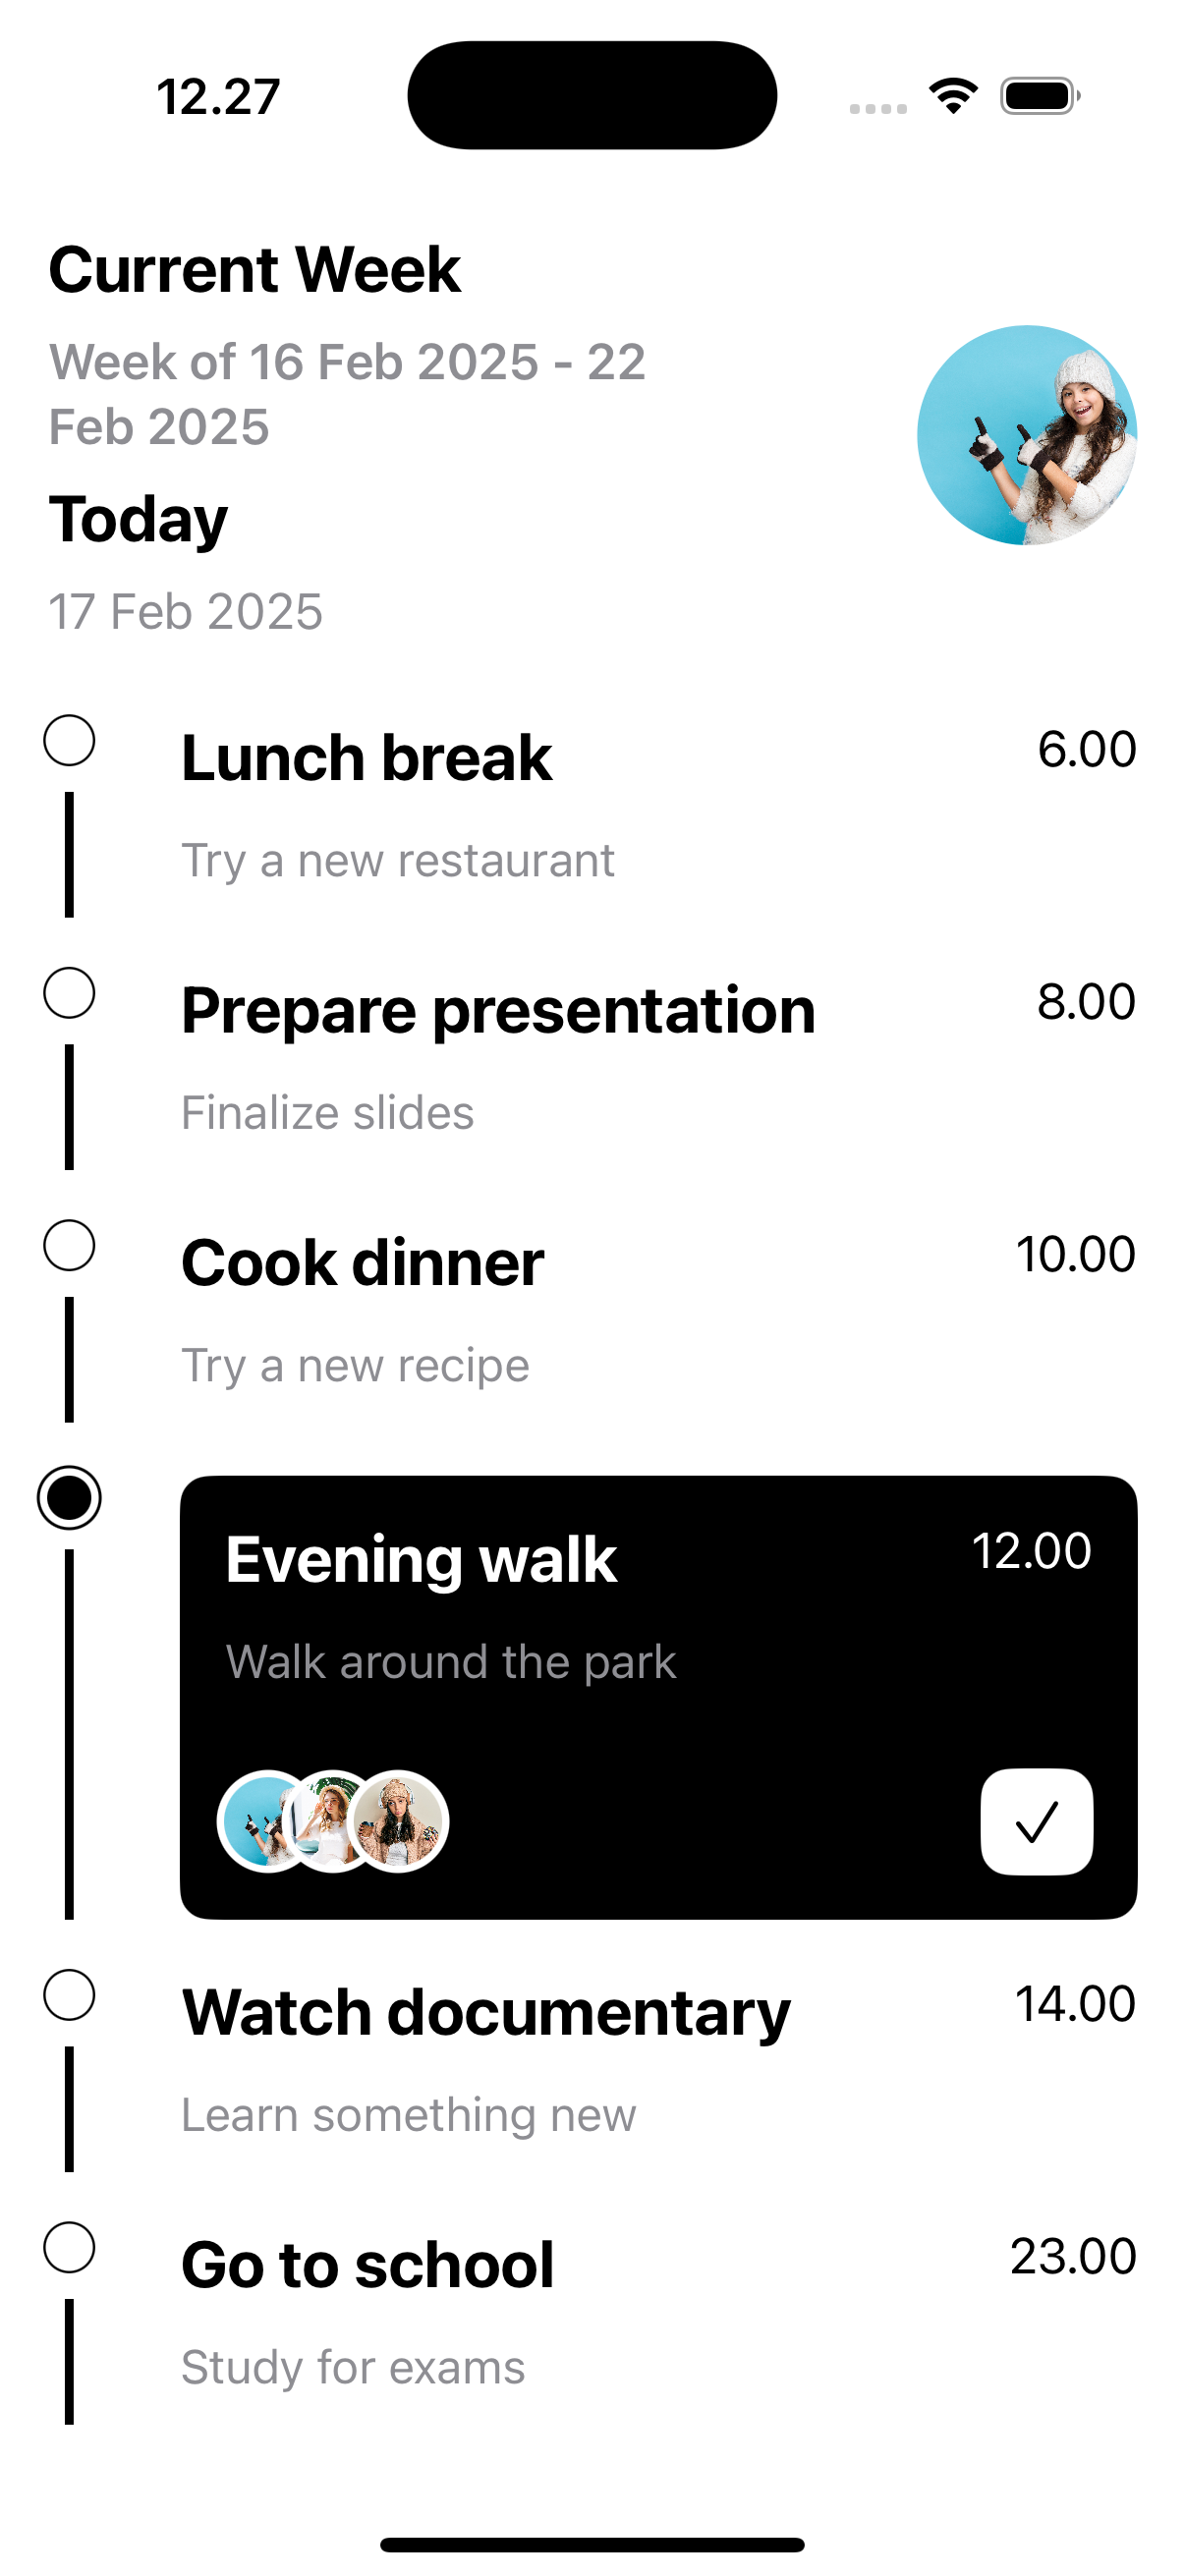 12.27
Current Week
Week of 16 Feb 2025 - 22
Feb 2025
Today
17 Feb 2025
Lunch break 6.00
Try a new restaurant
Prepare presentation 8.00
Finalize slides
Cook dinner 10.00
Try a new recipe
Evening walk 12.00
Walk around the park
Watch documentary 14.00
Learn something new
Go to school 23.00
Study for exams